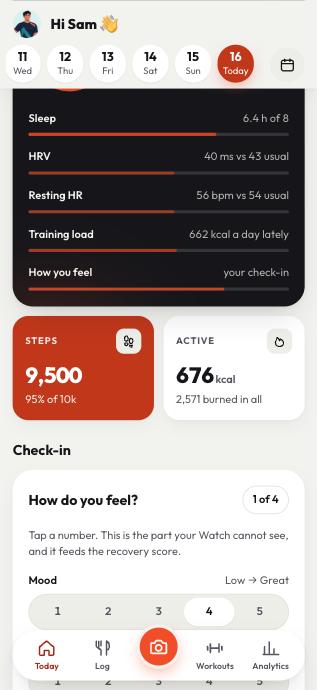 Hi Sam 👋
11 12 13 14 15 16
Wed Thu Fri Sat Sun Today
Sleep 6.4 h of 8
HRV 40 ms vs 43 usual
Resting HR 56 bpm vs 54 usual
Training load 662 kcal a day lately
How you feel your check-in
STEPS
9,500
95% of 10k
ACTIVE
676 kcal
2,571 burned in all
Check-in
How do you feel? 1 of 4
Tap a number. This is the part your Watch cannot see,
and it feeds the recovery score.
Mood Low → Great
1 2 3 4 5
Today Log Workouts Analytics